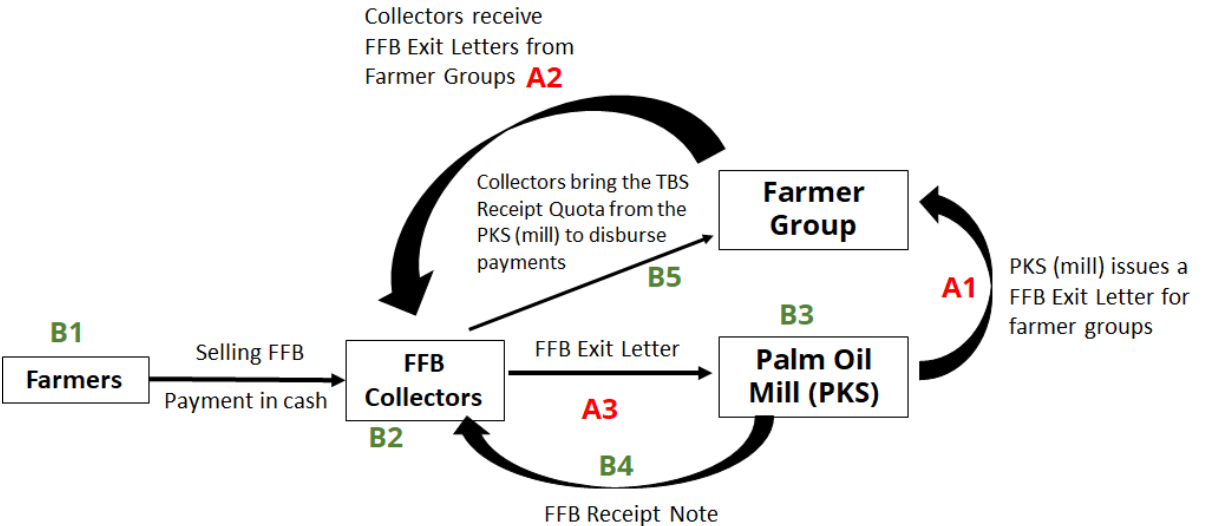 Collectors receive
FFB Exit Letters from
Farmer Groups A2
Collectors bring the TBS
Receipt Quota from the
PKS (mill) to disburse
payments
B5
Farmer
Group
A1
PKS (mill) issues a
FFB Exit Letter for
farmer groups
B1
Farmers
Selling FFB
Payment in cash
FFB
Collectors
B2
FFB Exit Letter
A3
B3
Palm Oil
Mill (PKS)
B4
FFB Receipt Note